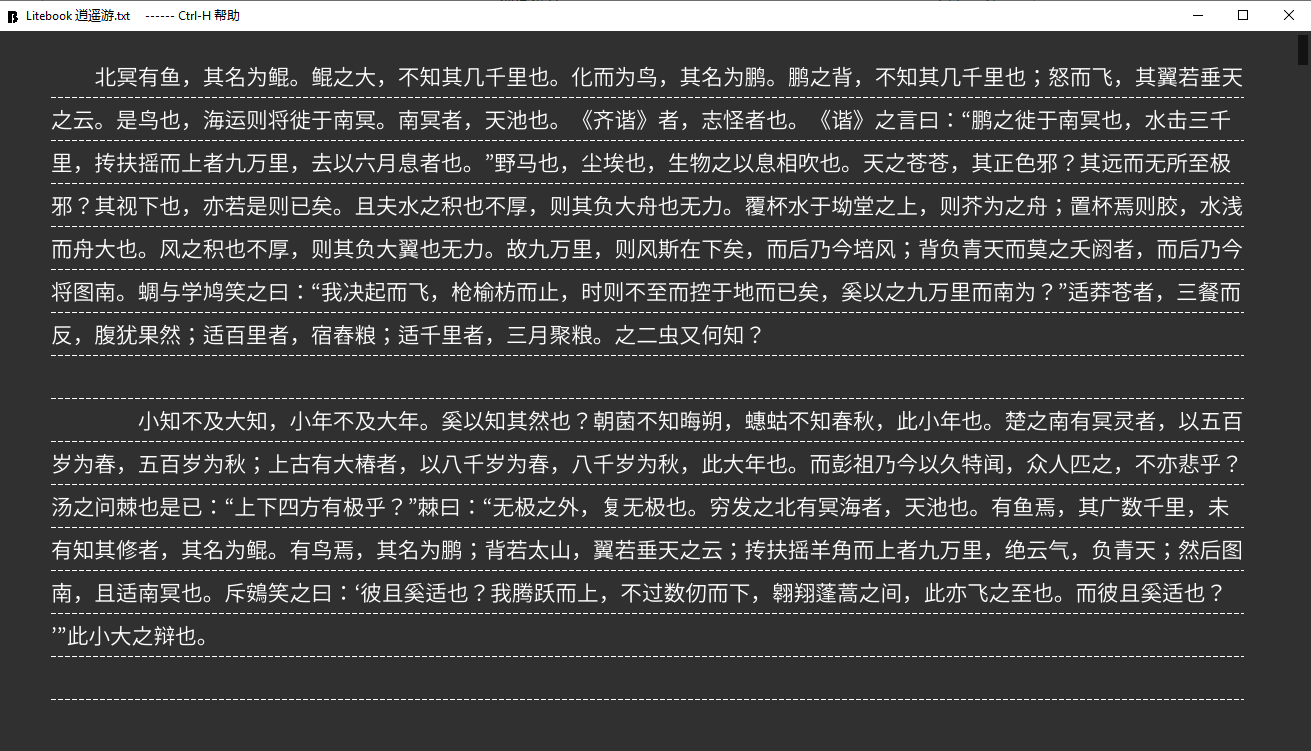 Litebook 逍遥游.txt ------ Ctrl-H 帮助
北冥有鱼，其名为鲲。鲲之大，不知其几千里也。化而为鸟，其名为鹏。鹏之背，不知其几千里也；怒而飞，其翼若垂天
之云。是鸟也，海运则将徙于南冥。南冥者，天池也。《齐谐》者，志怪者也。《谐》之言曰：“鹏之徙于南冥也，水击三千
里，抟扶摇而上者九万里，去以六月息者也。”野马也，尘埃也，生物之以息相吹也。天之苍苍，其正色邪？其远而无所至极
邪？其视下也，亦若是则已矣。且夫水之积也不厚，则其负大舟也无力。覆杯水于坳堂之上，则芥为之舟；置杯焉则胶，水浅
而舟大也。风之积也不厚，则其负大翼也无力。故九万里，则风斯在下矣，而后乃今培风；背负青天而莫之夭阏者，而后乃今
将图南。蜩与学鸠笑之曰：“我决起而飞，枪榆枋而止，时则不至而控于地而已矣，奚以之九万里而南为？”适莽苍者，三餐而
反，腹犹果然；适百里者，宿舂粮；适千里者，三月聚粮。之二虫又何知？
小知不及大知，小年不及大年。奚以知其然也？朝菌不知晦朔，蟪蛄不知春秋，此小年也。楚之南有冥灵者，以五百
岁为春，五百岁为秋；上古有大椿者，以八千岁为春，八千岁为秋，此大年也。而彭祖乃今以久特闻，众人匹之，不亦悲乎？
汤之问棘也是已：“上下四方有极乎？”棘曰：“无极之外，复无极也。穷发之北有冥海者，天池也。有鱼焉，其广数千里，未
有知其修者，其名为鲲。有鸟焉，其名为鹏；背若太山，翼若垂天之云；抟扶摇羊角而上者九万里，绝云气，负青天；然后图
南，且适南冥也。斥鴳笑之曰：‘彼且奚适也？我腾跃而上，不过数仞而下，翱翔蓬蒿之间，此亦飞之至也。而彼且奚适也？
’”此小大之辩也。